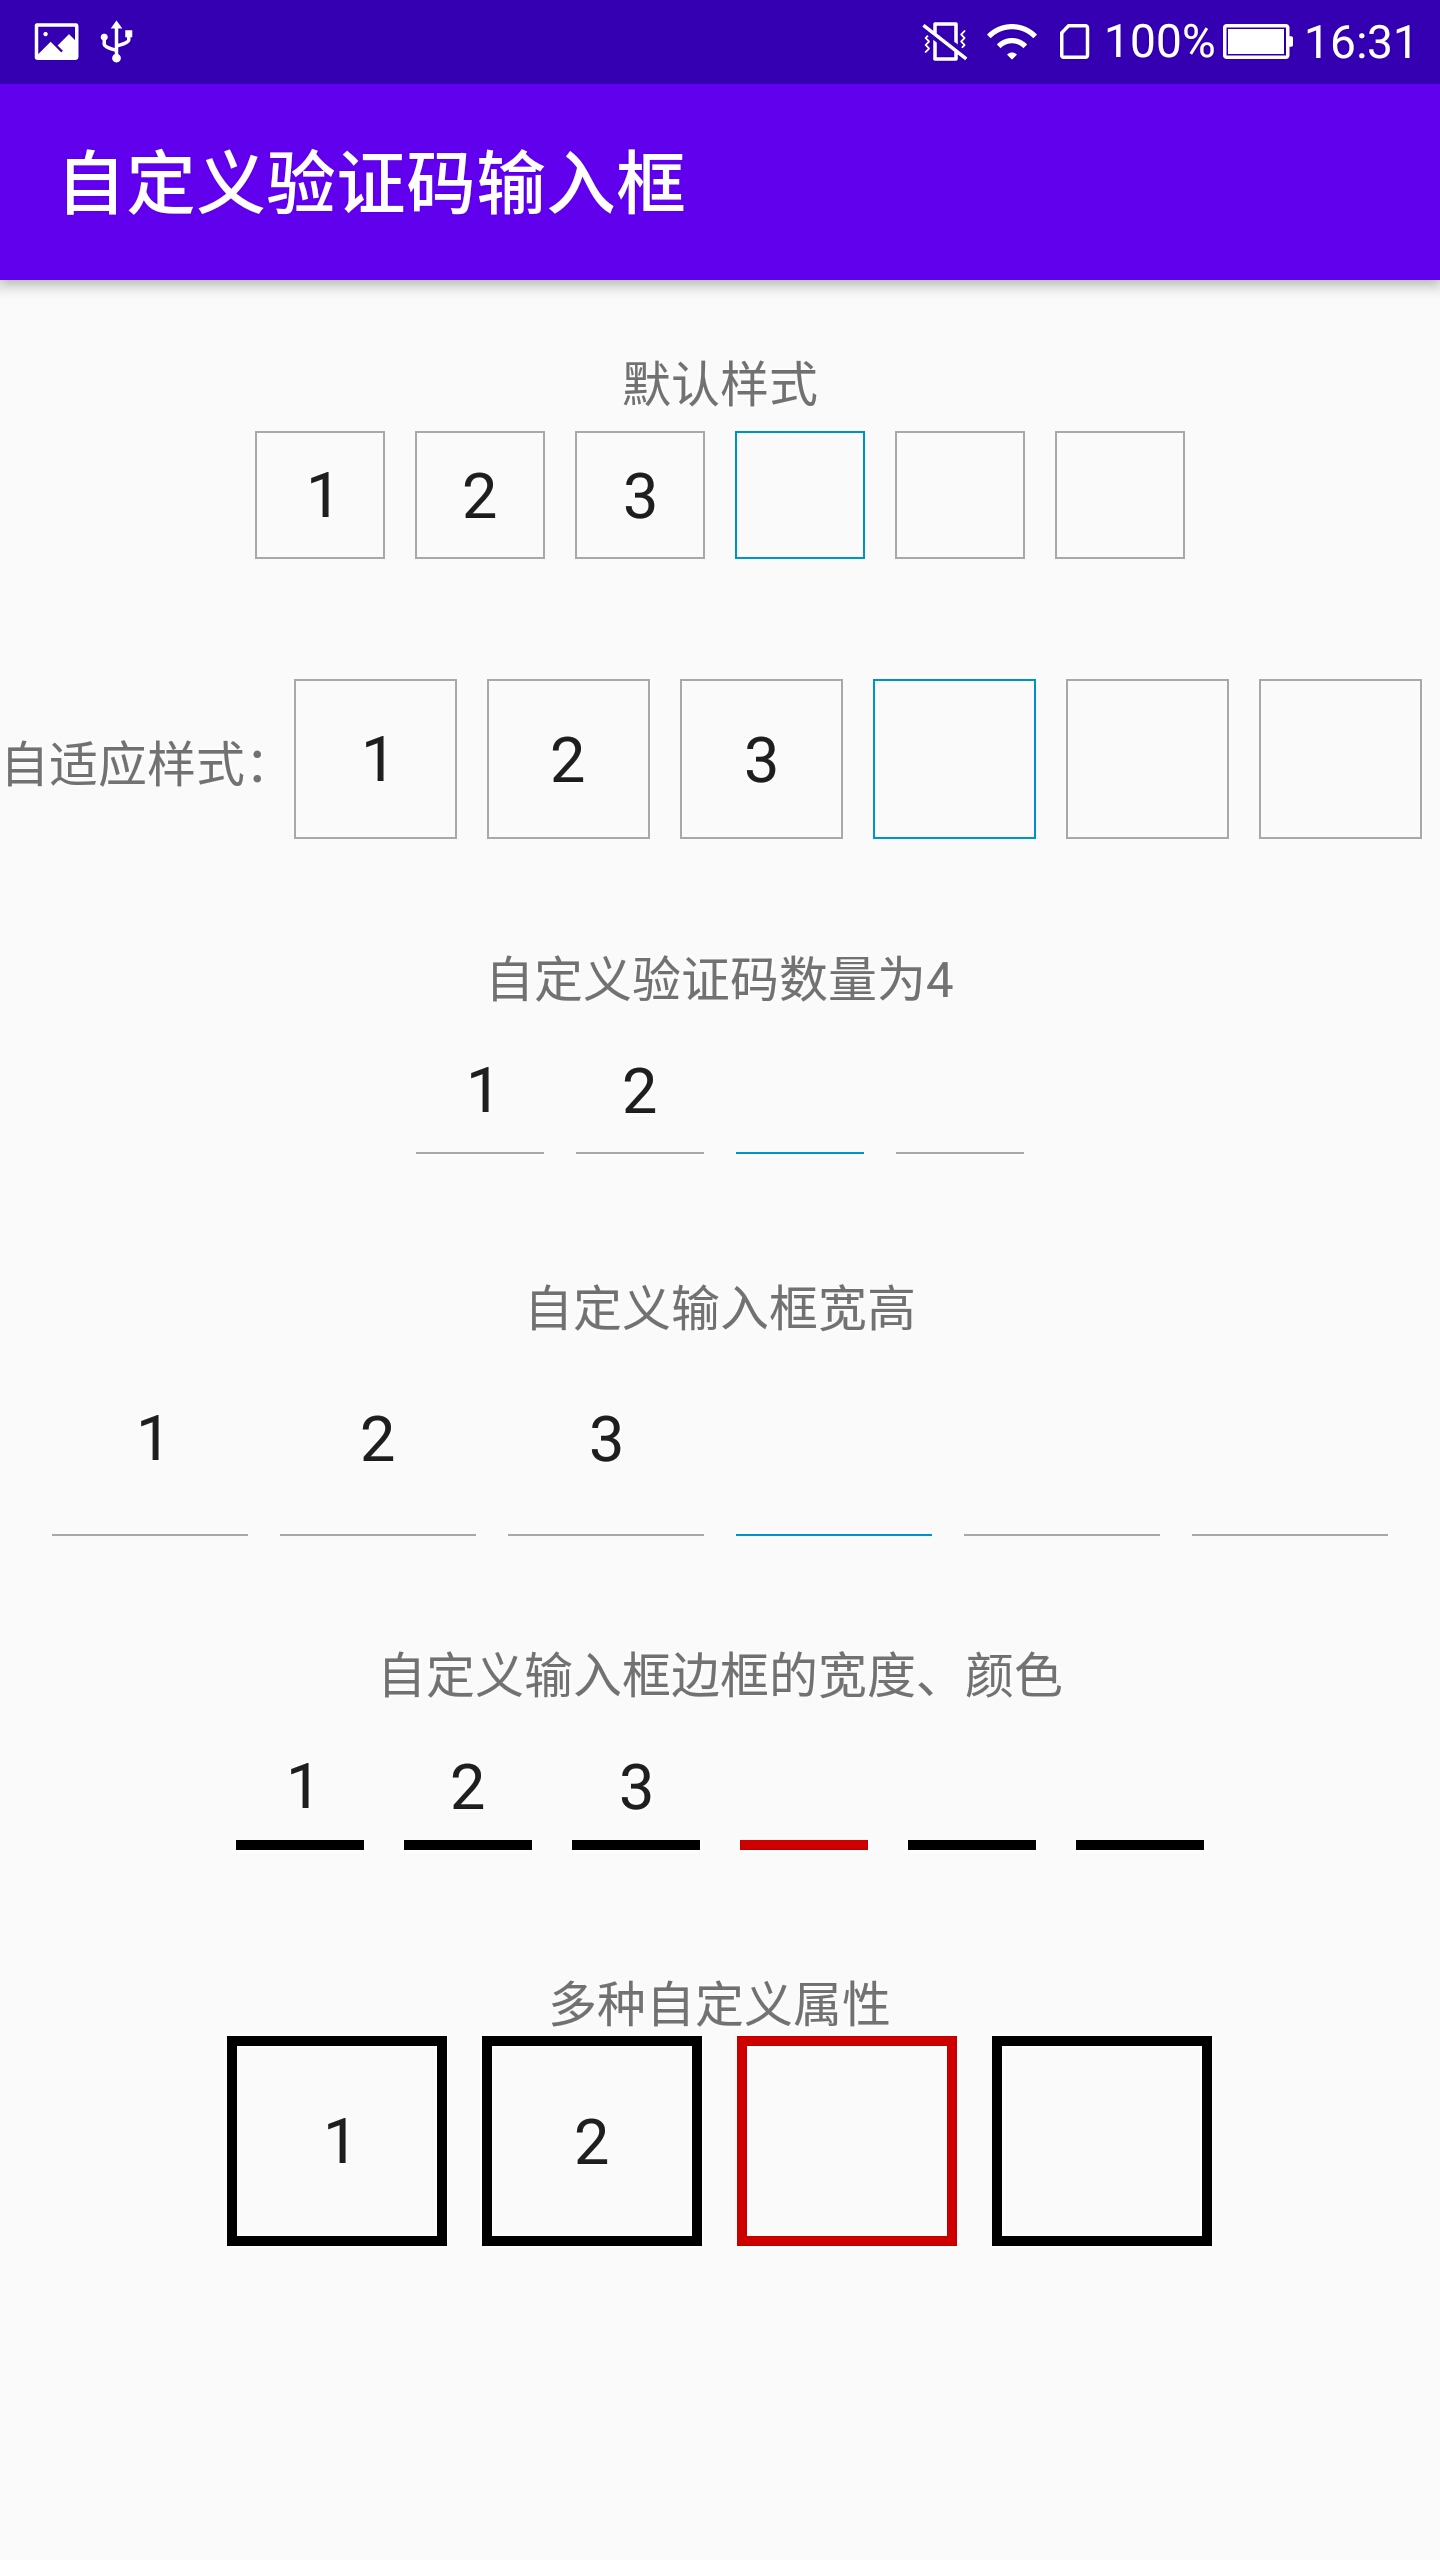 100% 16:31
自定义验证码输入框
默认样式
1 2 3
自适应样式： 1 2 3
自定义验证码数量为4
1 2
自定义输入框宽高
1 2 3
自定义输入框边框的宽度、颜色
1 2 3
多种自定义属性
1 2